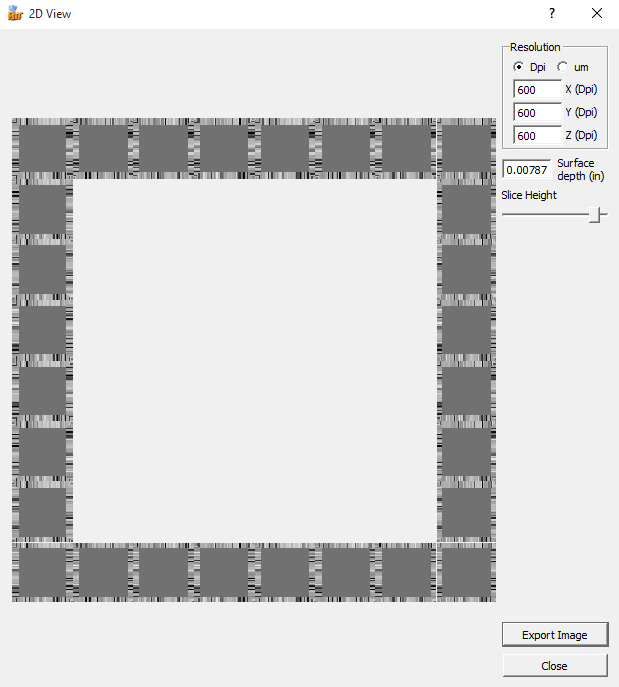 2D View
?
Resolution
Dpi
um
600 X (Dpi)
600 Y (Dpi)
600 Z (Dpi)
0.00787 Surface
depth (in)
Slice Height
Export Image
Close